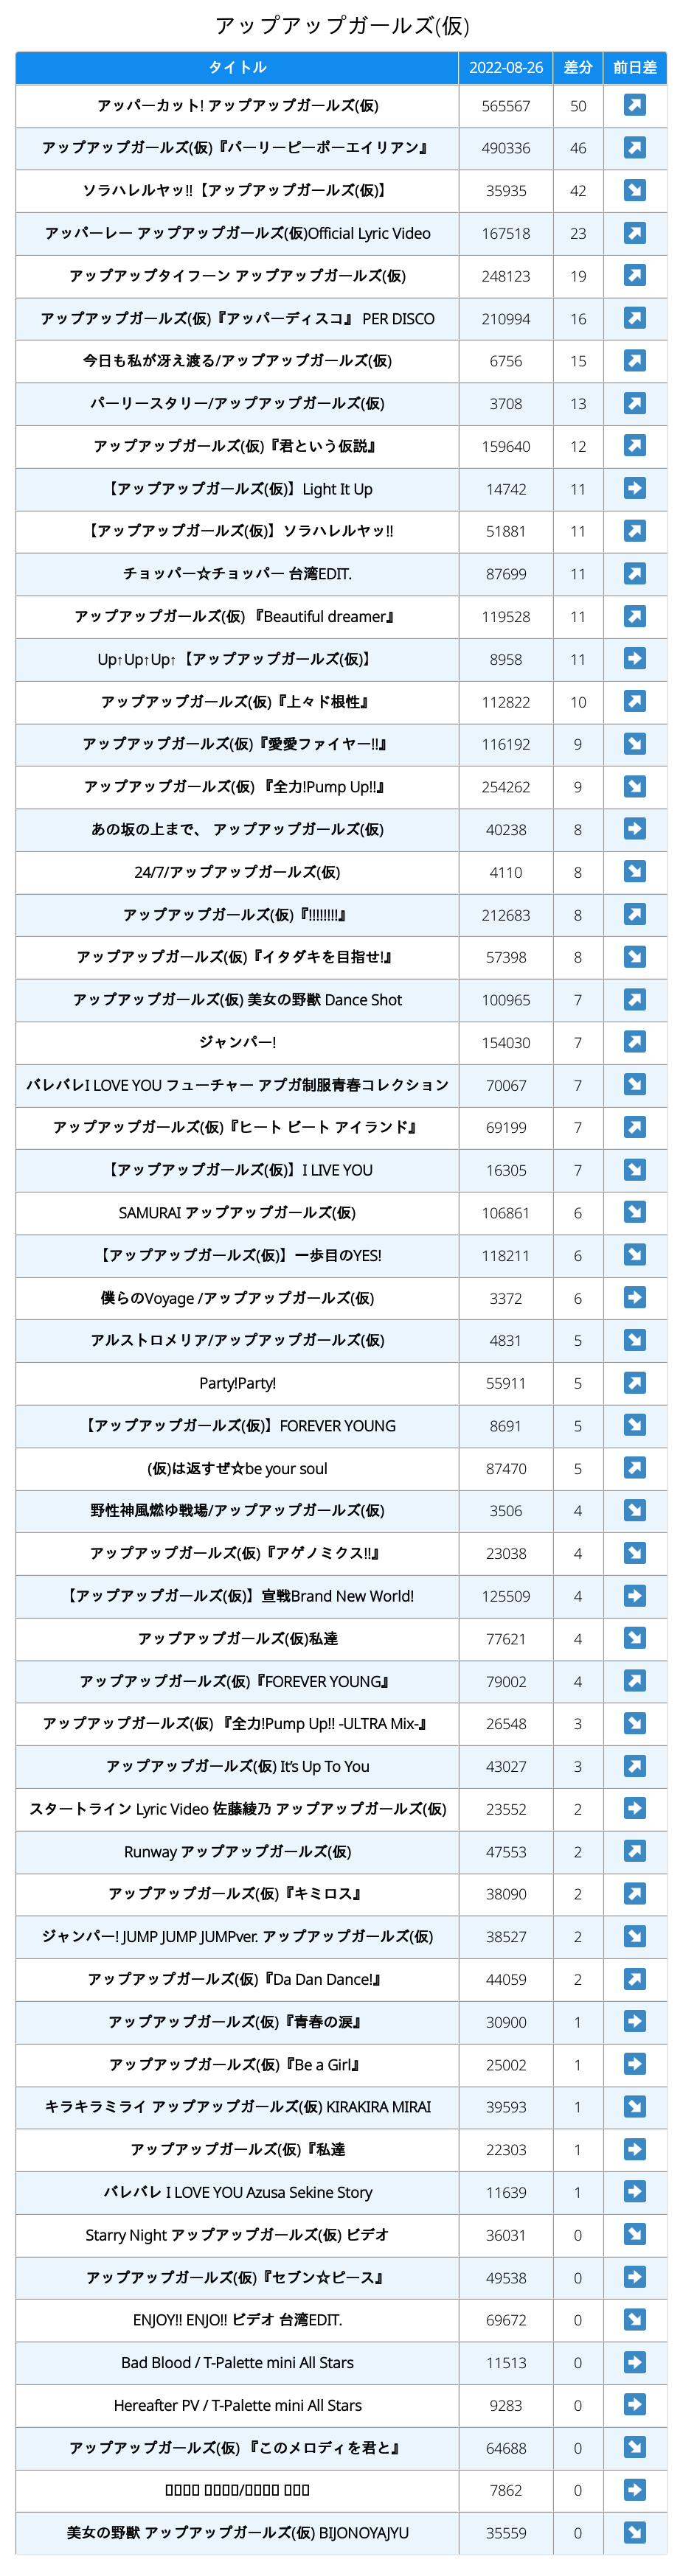 アップアップガールズ(仮)
タイトル 2022-08-26 差分 前日差
アッパーカット! アップアップガールズ(仮) 565567 50
アップアップガールズ(仮)『パーリーピーポーエイリアン』 490336 46
ソラハレルヤッ!!【アップアップガールズ(仮)】 35935 42
アッパーレー アップアップガールズ(仮)Official Lyric Video 167518 23
アップアップタイフーン アップアップガールズ(仮) 248123 19
アップアップガールズ(仮)『アッパーディスコ』 PER DISCO 210994 16
今日も私が冴え渡る/アップアップガールズ(仮) 6756 15
パーリースタリー/アップアップガールズ(仮) 3708 13
アップアップガールズ(仮)『君という仮説』 159640 12
【アップアップガールズ(仮)】Light It Up 14742 11
【アップアップガールズ(仮)】ソラハレルヤッ!! 51881 11
チョッパー☆チョッパー 台湾EDIT. 87699 11
アップアップガールズ(仮) 『Beautiful dreamer』 119528 11
Up↑Up↑Up↑【アップアップガールズ(仮)】 8958 11
アップアップガールズ(仮)『上々ド根性』 112822 10
アップアップガールズ(仮)『愛愛ファイヤー!!』 116192 9
アップアップガールズ(仮) 『全力!Pump Up!!』 254262 9
あの坂の上まで、 アップアップガールズ(仮) 40238 8
24/7/アップアップガールズ(仮) 4110 8
アップアップガールズ(仮)『!!!!!!!!』 212683 8
アップアップガールズ(仮)『イタダキを目指せ!』 57398 8
アップアップガールズ(仮) 美女の野獣 Dance Shot 100965 7
ジャンパー! 154030 7
バレバレI LOVE YOU フューチャー アプガ制服青春コレクション 70067 7
アップアップガールズ(仮)『ヒート ビート アイランド』 69199 7
【アップアップガールズ(仮)】I LIVE YOU 16305 7
SAMURAI アップアップガールズ(仮) 106861 6
【アップアップガールズ(仮)】一歩目のYES! 118211 6
僕らのVoyage /アップアップガールズ(仮) 3372 6
アルストロメリア/アップアップガールズ(仮) 4831 5
Party!Party! 55911 5
【アップアップガールズ(仮)】FOREVER YOUNG 8691 5
(仮)は返すぜ☆be your soul 87470 5
野性神風燃ゆ戦場/アップアップガールズ(仮) 3506 4
アップアップガールズ(仮)『アゲノミクス!!』 23038 4
【アップアップガールズ(仮)】宣戦Brand New World! 125509 4
アップアップガールズ(仮)私達 77621 4
アップアップガールズ(仮)『FOREVER YOUNG』 79002 4
アップアップガールズ(仮) 『全力!Pump Up!! -ULTRA Mix-』 26548 3
アップアップガールズ(仮) It's Up To You 43027 3
スタートライン Lyric Video 佐藤綾乃 アップアップガールズ(仮) 23552 2
Runway アップアップガールズ(仮) 47553 2
アップアップガールズ(仮)『キミロス』 38090 2
ジャンパー! JUMP JUMP JUMPver. アップアップガールズ(仮) 38527 2
アップアップガールズ(仮)『Da Dan Dance!』 44059 2
アップアップガールズ(仮)『青春の涙』 30900 1
アップアップガールズ(仮)『Be a Girl』 25002 1
キラキラミライ アップアップガールズ(仮) KIRAKIRA MIRAI 39593 1
アップアップガールズ(仮)『私達 22303 1
バレバレ I LOVE YOU Azusa Sekine Story 11639 1
Starry Night アップアップガールズ(仮) ビデオ 36031 0
アップアップガールズ(仮)『セブン☆ピース』 49538 0
ENJOY!! ENJO!! ビデオ 台湾EDIT. 69672 0
Bad Blood / T-Palette mini All Stars 11513 0
Hereafter PV / T-Palette mini All Stars 9283 0
アップアップガールズ(仮) 『このメロディを君と』 64688 0
7862 0
美女の野獣 アップアップガールズ(仮) BIJONOYAJYU 35559 0